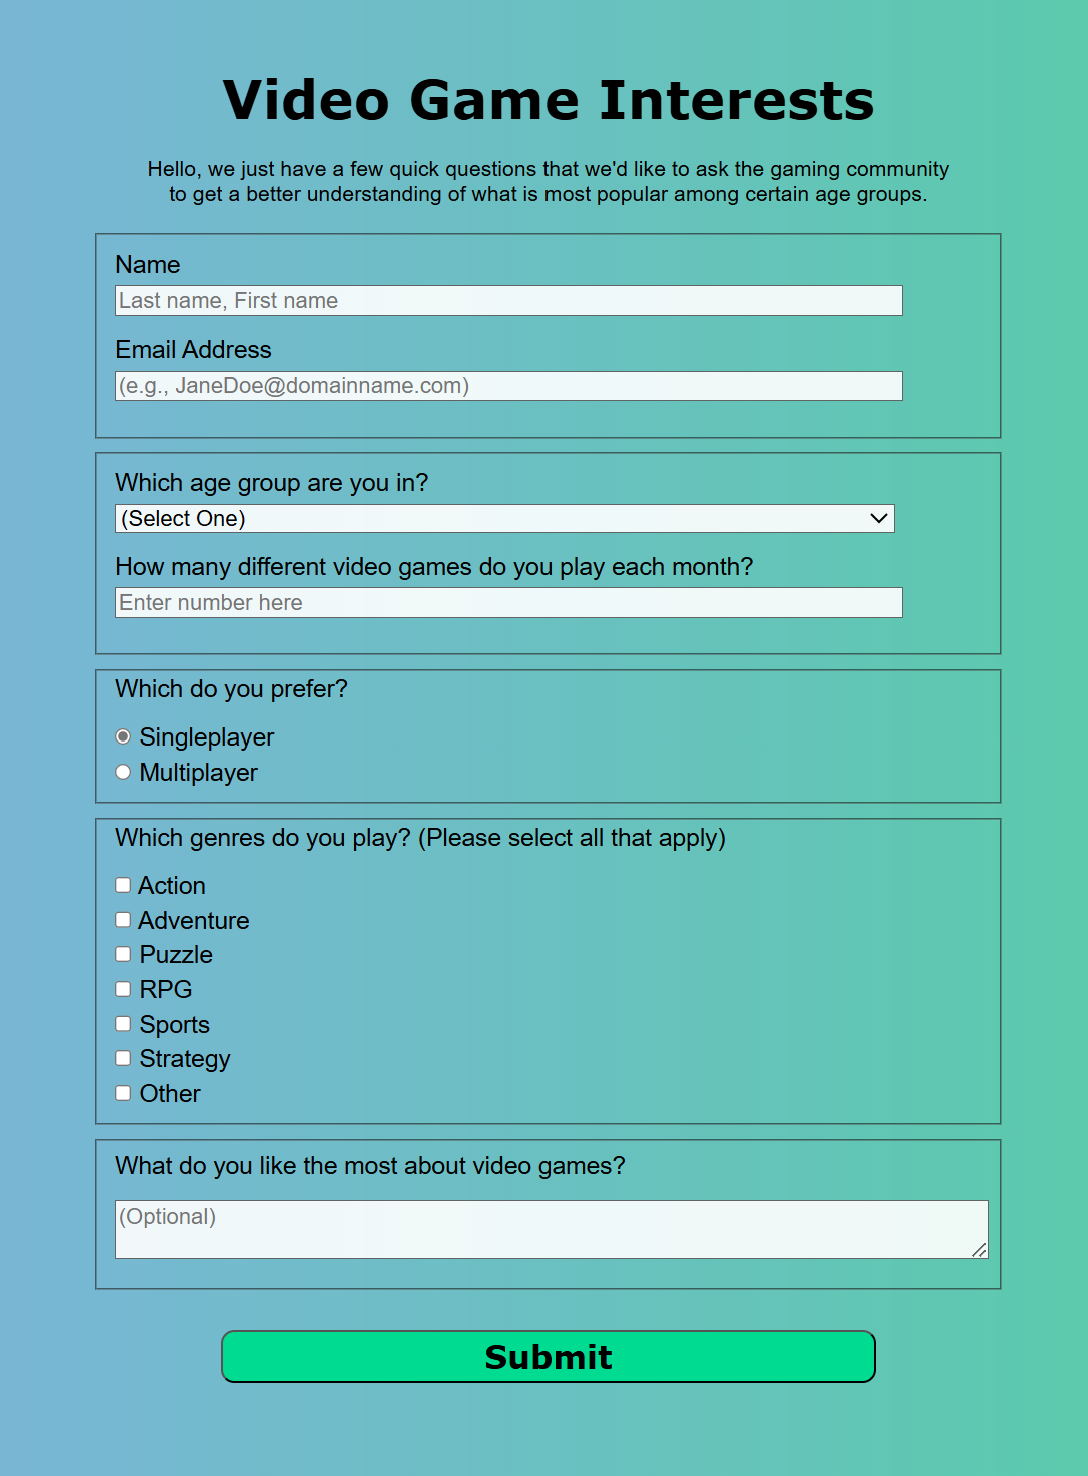 Video Game Interests
Hello, we just have a few quick questions that we'd like to ask the gaming community
to get a better understanding of what is most popular among certain age groups.
Name
Last name, First name
Email Address
(e.g., JaneDoe@domainname.com)
Which age group are you in?
(Select One)
How many different video games do you play each month?
Enter number here
Which do you prefer?
Singleplayer
Multiplayer
Which genres do you play? (Please select all that apply)
Action
Adventure
Puzzle
RPG
Sports
Strategy
Other
What do you like the most about video games?
(Optional)
Submit